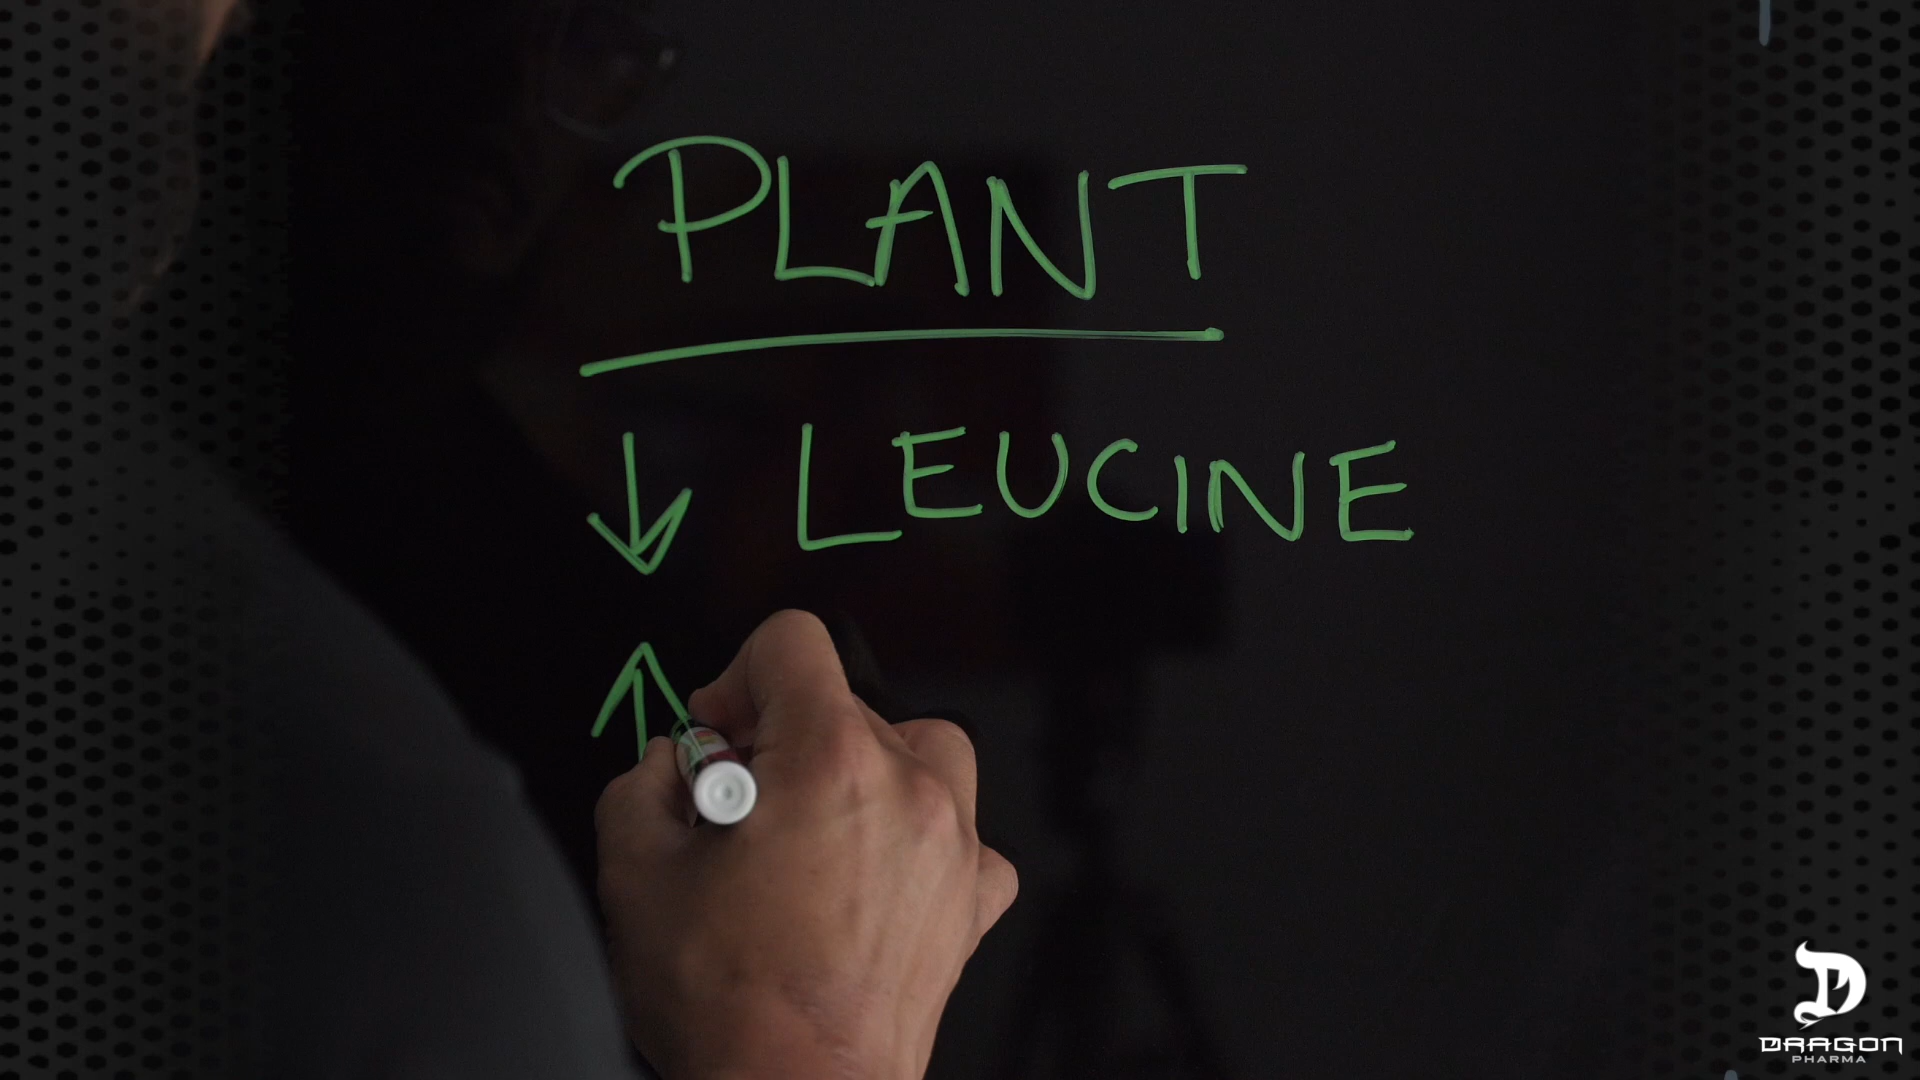 PLANT
↓ LEUCINE
↑
DRAGON
PHARMA